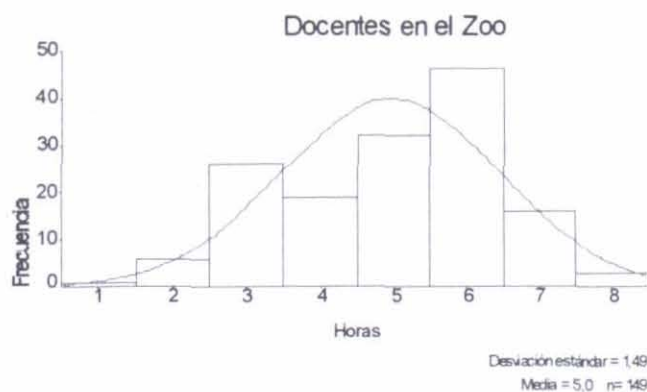 Docentes en el Zoo
50
40
30
20
10
0
Frecuencia
1 2 3 4 5 6 7 8
Horas
Desviación estándar = 1,49
Media = 5,0 n= 149